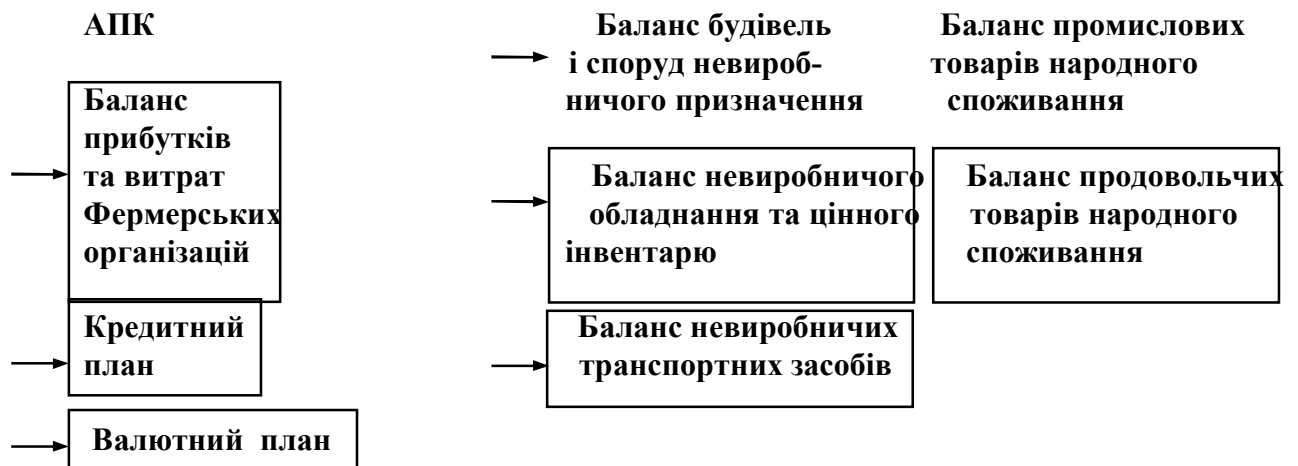 АПК
Баланс
прибутків
та витрат
Фермерських
організацій
Кредитний
план
Валютний план
Баланс будівель
і споруд невироб-
ничого призначення
Баланс невиробничого
обладнання та цінного
інвентарю
Баланс невиробничих
транспортних засобів
Баланс промислових
товарів народного
споживання
Баланс продовольчих
товарів народного
споживання